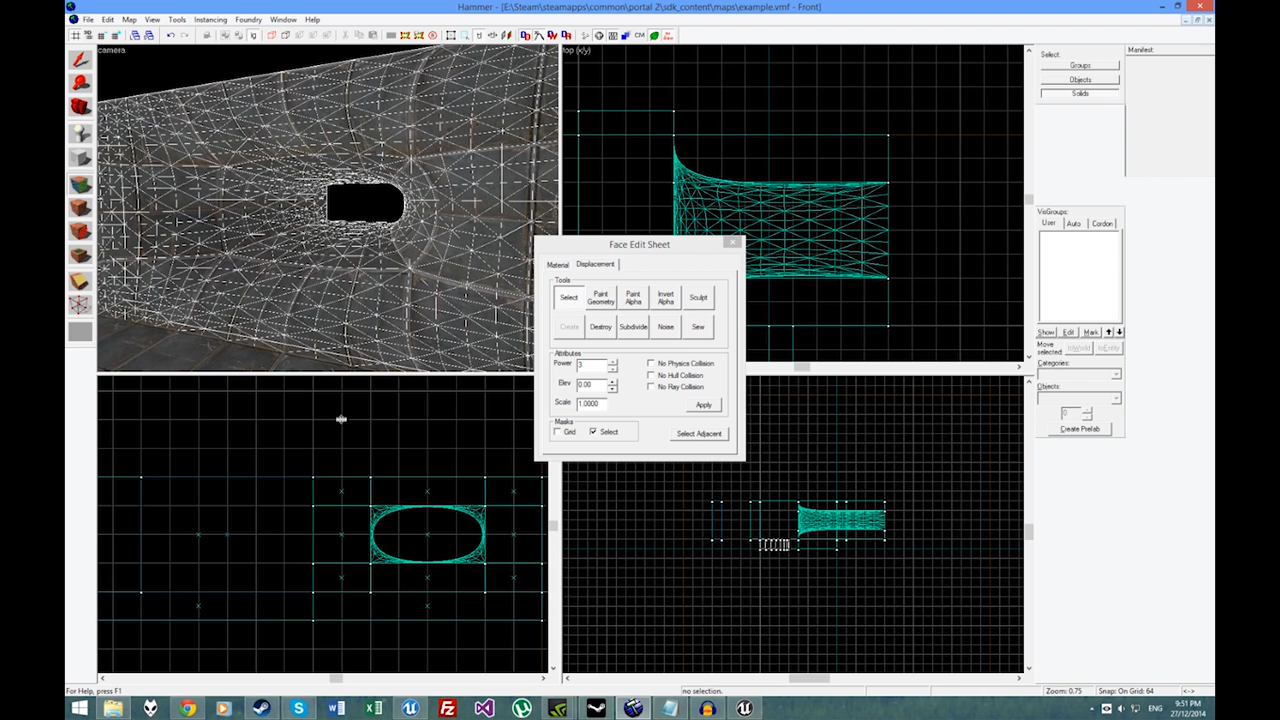 Hammer - [E:\Steam\steamapps\common\portal 2\sdk_content\maps\example.vmf - Front]
File Edit Map View Tools Instancing Foundry Window Help
camera
top (x/y)
Select:
Groups
Objects
Solids
Manifest:
Face Edit Sheet
Material Displacement
Tools
Select Paint Geometry Paint Alpha Invert Alpha Sculpt
Create Destroy Subdivide Noise Sew
Attributes
Power 3
Elev 0.00
Scale 1.0000
No Physics Collision
No Hull Collision
No Ray Collision
Apply
Masks
Grid Select
Select Adjacent
VisGroups:
User Auto Cordon
Show Edit Mark
Move selected: toWorld toEntity
Categories:
Objects:
0
Create Prefab
For Help, press F1
no selection.
Zoom: 0.75 Snap: On Grid: 64 <->
ENG
9:51 PM
27/12/2014